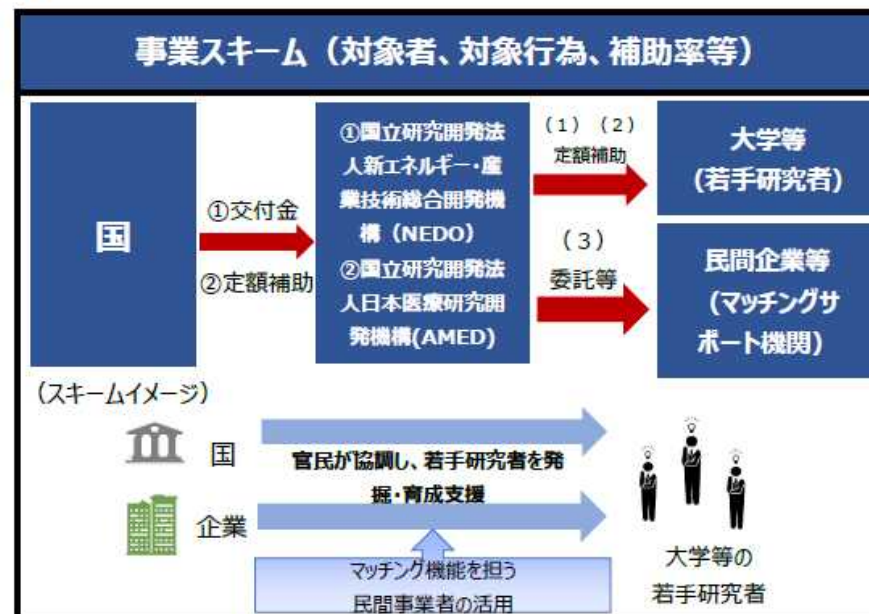 事業スキーム（対象者、対象行為、補助率等）
国
①交付金
②定額補助
①国立研究開発法
人新エネルギー・産
業技術総合開発機
構（NEDO）
②国立研究開発法
人日本医療研究開
発機構(AMED)
（１）（２）
定額補助
（３）
委託等
大学等
(若手研究者)
民間企業等
（マッチングサ
ポート機関）
（スキームイメージ）
国
官民が協調し、若手研究者を発
掘・育成支援
企業
マッチング機能を担う
民間事業者の活用
大学等の
若手研究者